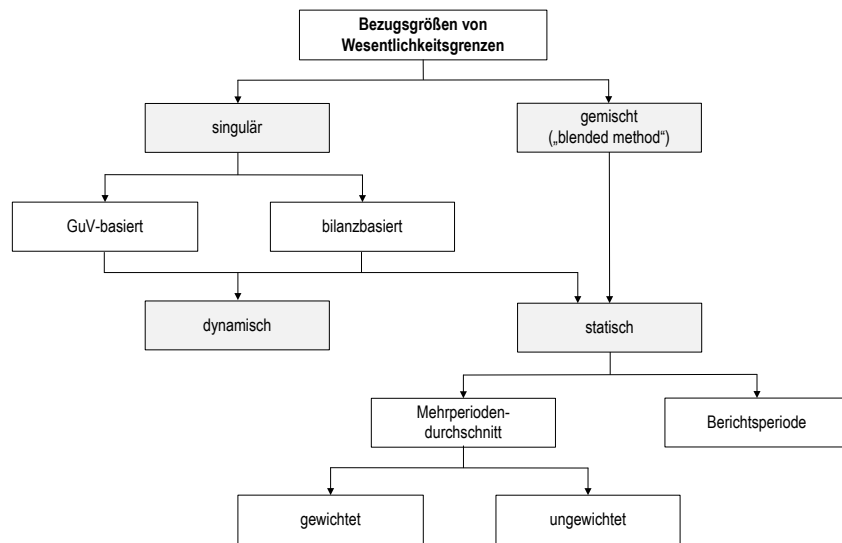 Bezugsgrößen von
Wesentlichkeitsgrenzen
singulär
gemischt
(„blended method“)
GuV-basiert
bilanzbasiert
dynamisch
statisch
Mehrperioden-
durchschnitt
Berichtsperiode
gewichtet
ungewichtet